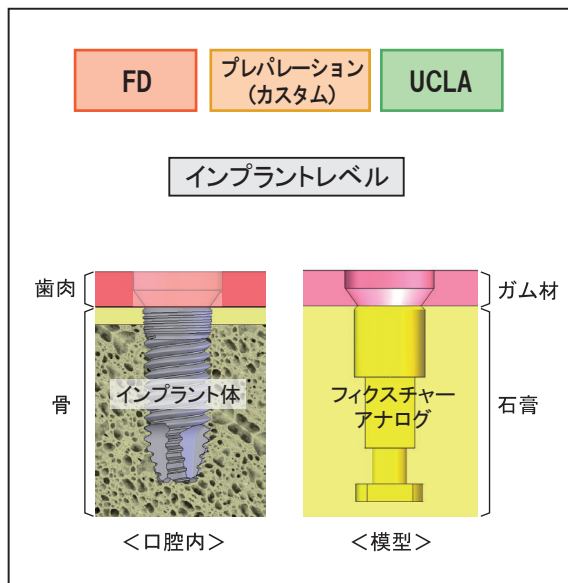 FD
プレパレーション
(カスタム)
UCLA
インプラントレベル
歯肉
骨
インプラント体
ガム材
石膏
フィクスチャー
アナログ
＜口腔内＞
＜模型＞